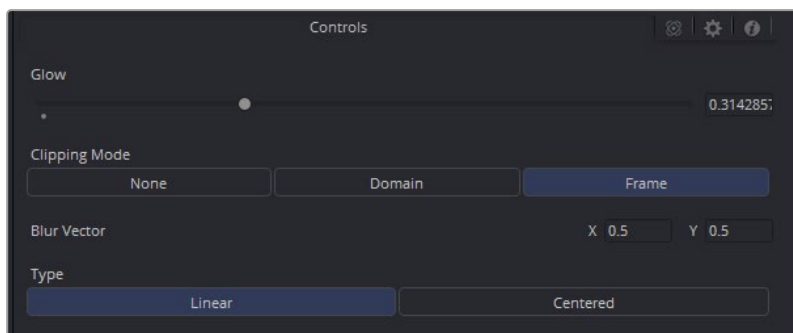 Controls
Glow
0.3142857
Clipping Mode
None Domain Frame
Blur Vector X 0.5 Y 0.5
Type
Linear Centered